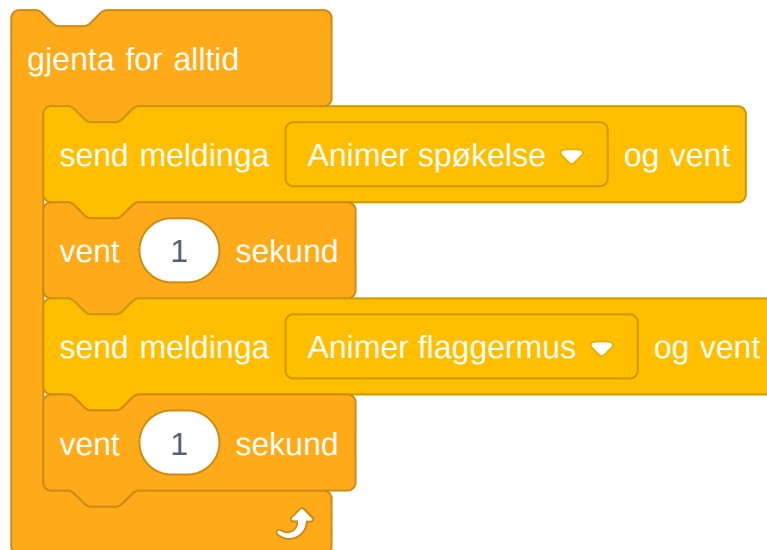 gjenta for alltid
send meldinga Animer spøkelse og vent
vent 1 sekund
send meldinga Animer flaggermus og vent
vent 1 sekund